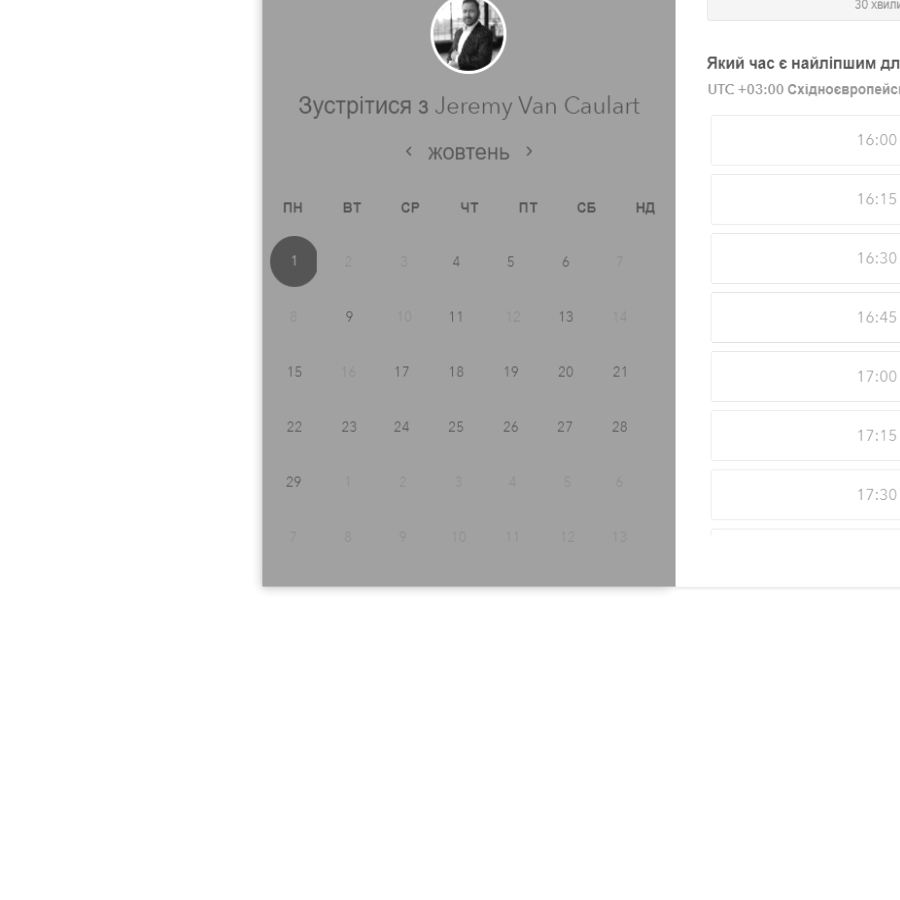 30
Який час є найліпшим
UTC +03:00
Зустрітися з Jeremy Van Caulart
‹ жовтень ›
ПН ВТ СР ЧТ ПТ СБ НД
1 2 3 4 5 6 7
8 9 10 11 12 13 14
15 16 17 18 19 20 21
22 23 24 25 26 27 28
29 1 2 3 4 5 6
7 8 9 10 11 12 13
16:00
16:15
16:30
16:45
17:00
17:15
17:30